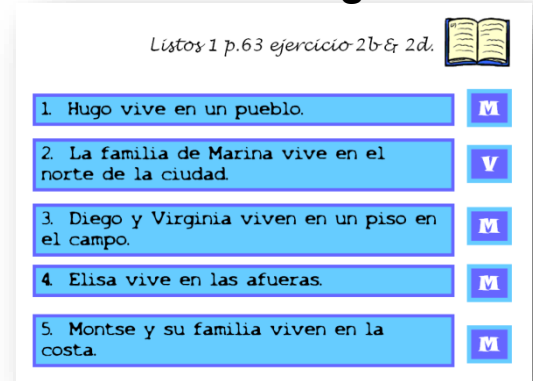 Listos 1 p.63 ejercicio 2b & 2d.
1. Hugo vive en un pueblo.
M
2. La familia de Marina vive en el
norte de la ciudad.
V
3. Diego y Virginia viven en un piso en
el campo.
M
4. Elisa vive en las afueras.
M
5. Montse y su familia viven en la
costa.
M